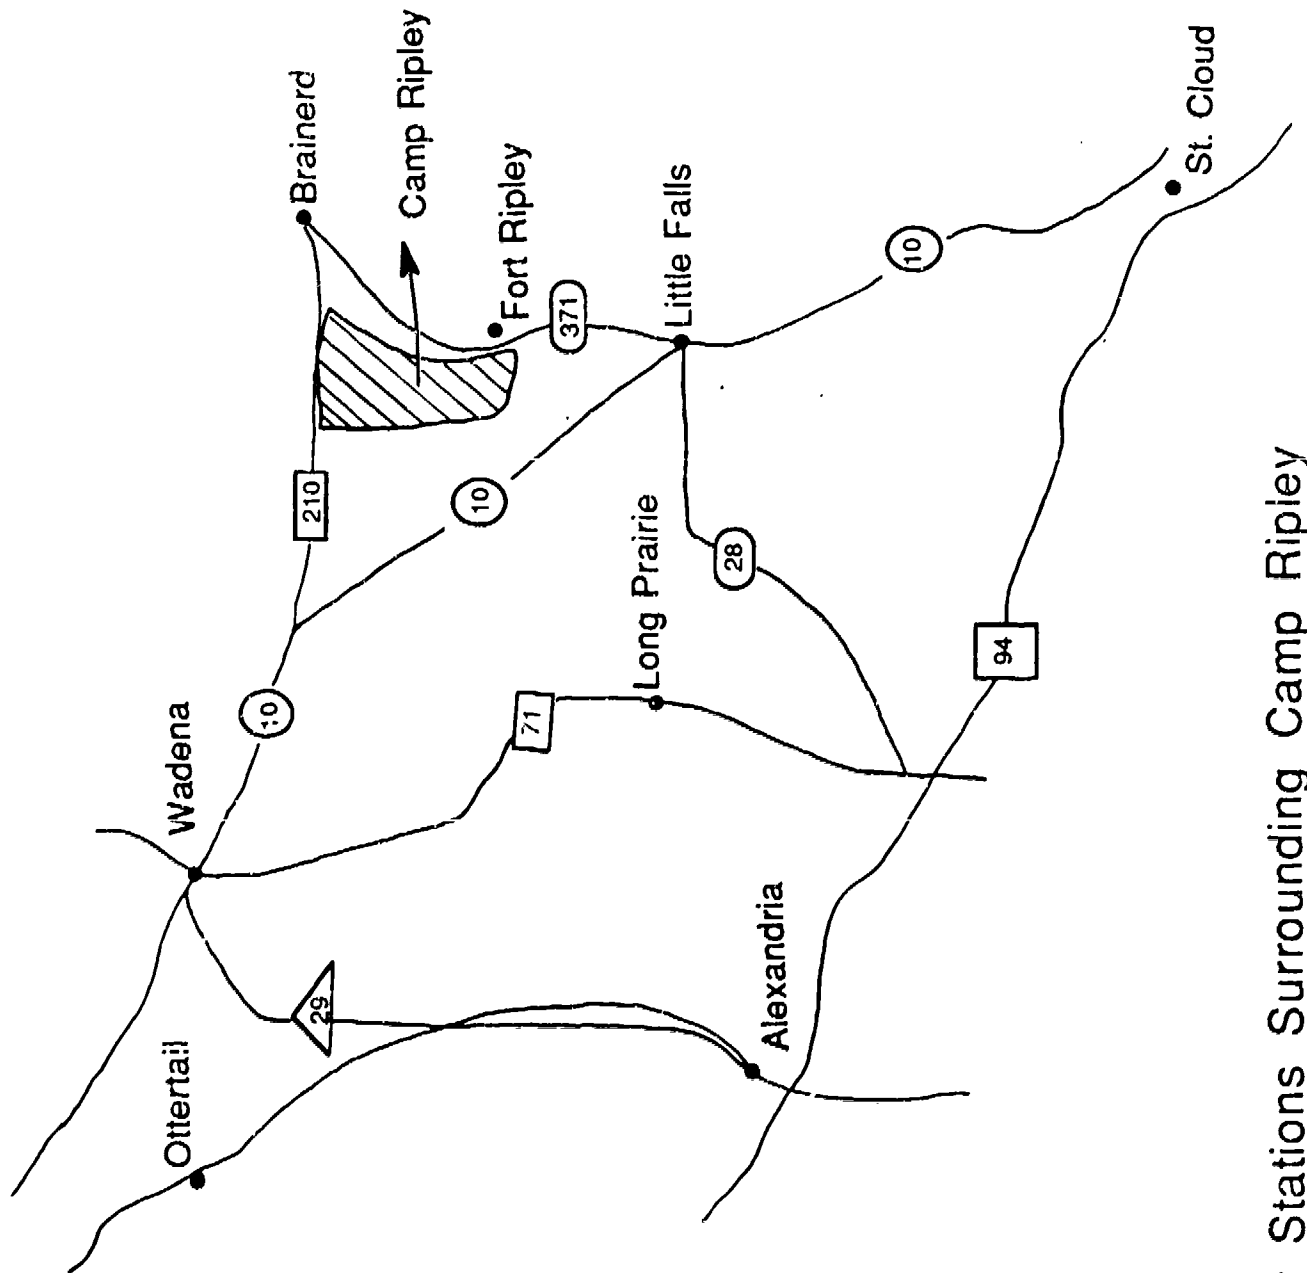 Ottertail
Wadena
Brainerd
Camp Ripley
Fort Ripley
Little Falls
Long Prairie
Alexandria
St. Cloud
29
10
210
10
371
71
28
10
94
Stations Surrounding Camp Ripley